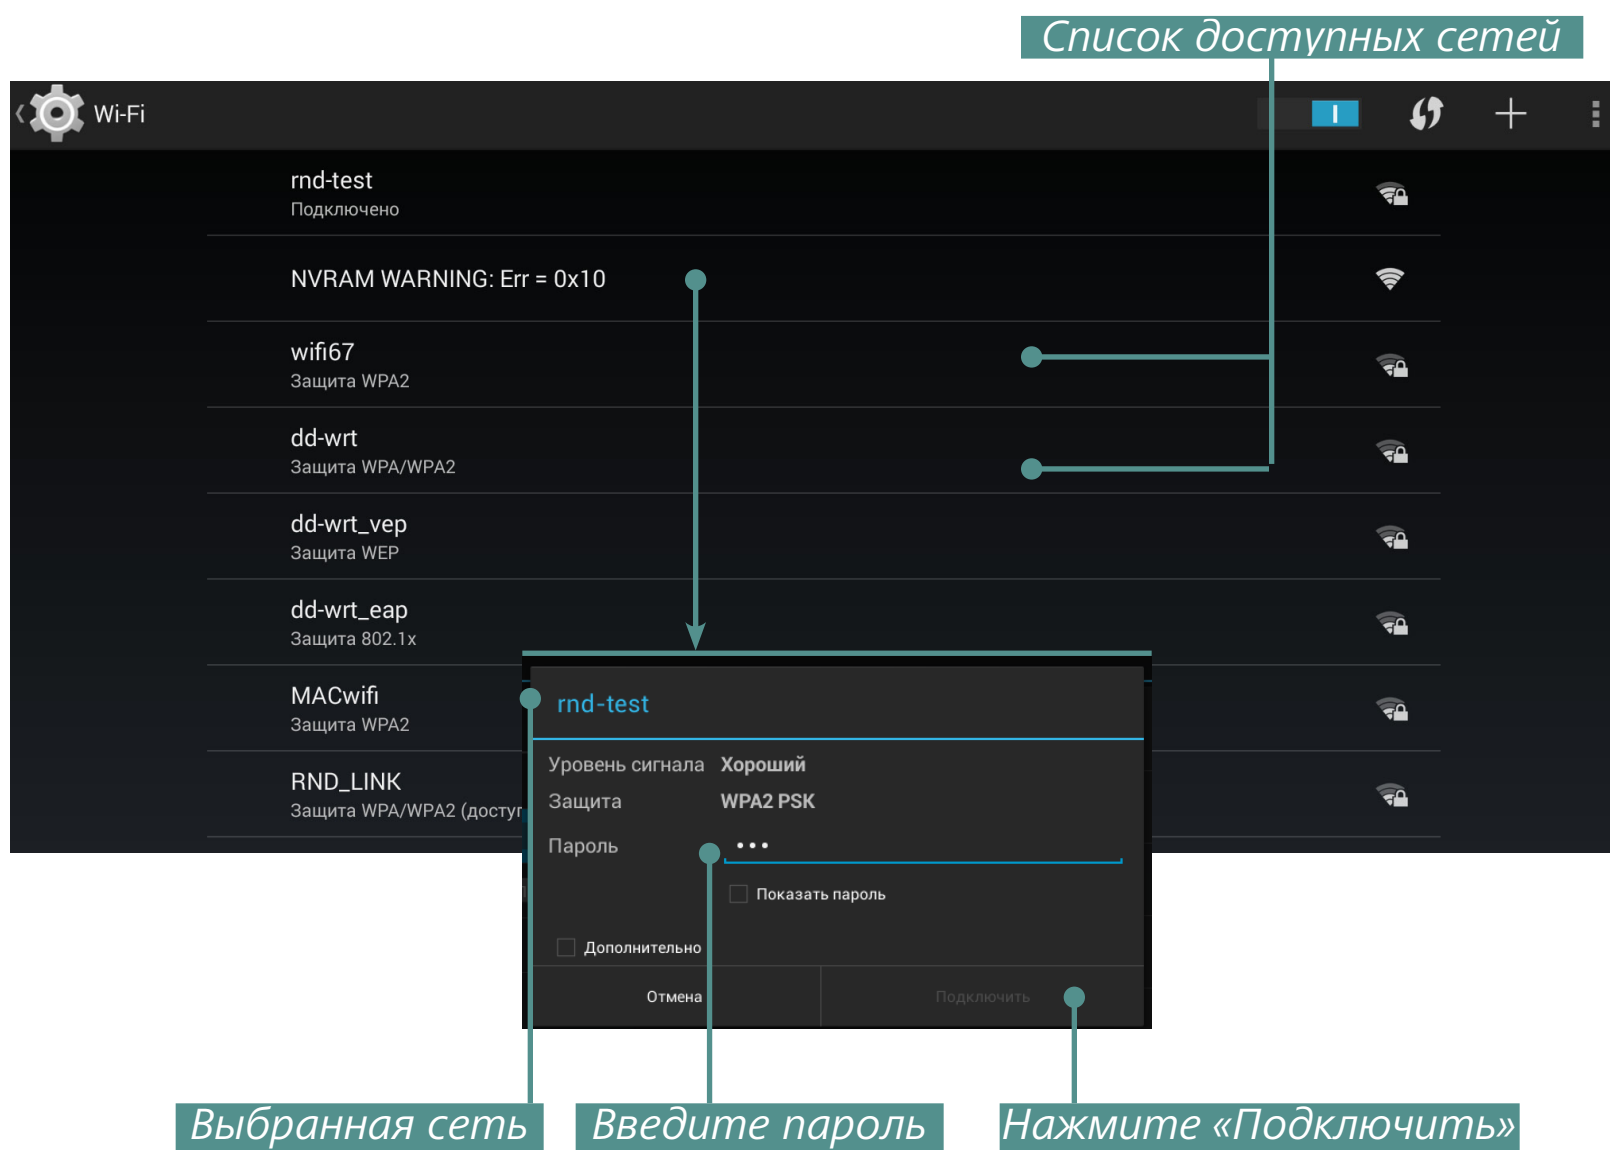 Список доступных сетей
Wi-Fi
rnd-test
Подключено
NVRAM WARNING: Err = 0x10
wifi67
Защита WPA2
dd-wrt
Защита WPA/WPA2
dd-wrt_vep
Защита WEP
dd-wrt_eap
Защита 802.1x
MACwifi
Защита WPA2
RND_LINK
Защита WPA/WPA2
rnd-test
Уровень сигнала Хороший
Защита WPA2 PSK
Пароль •••
Показать пароль
Дополнительно
Отмена Подключить
Выбранная сеть Введите пароль Нажмите «Подключить»